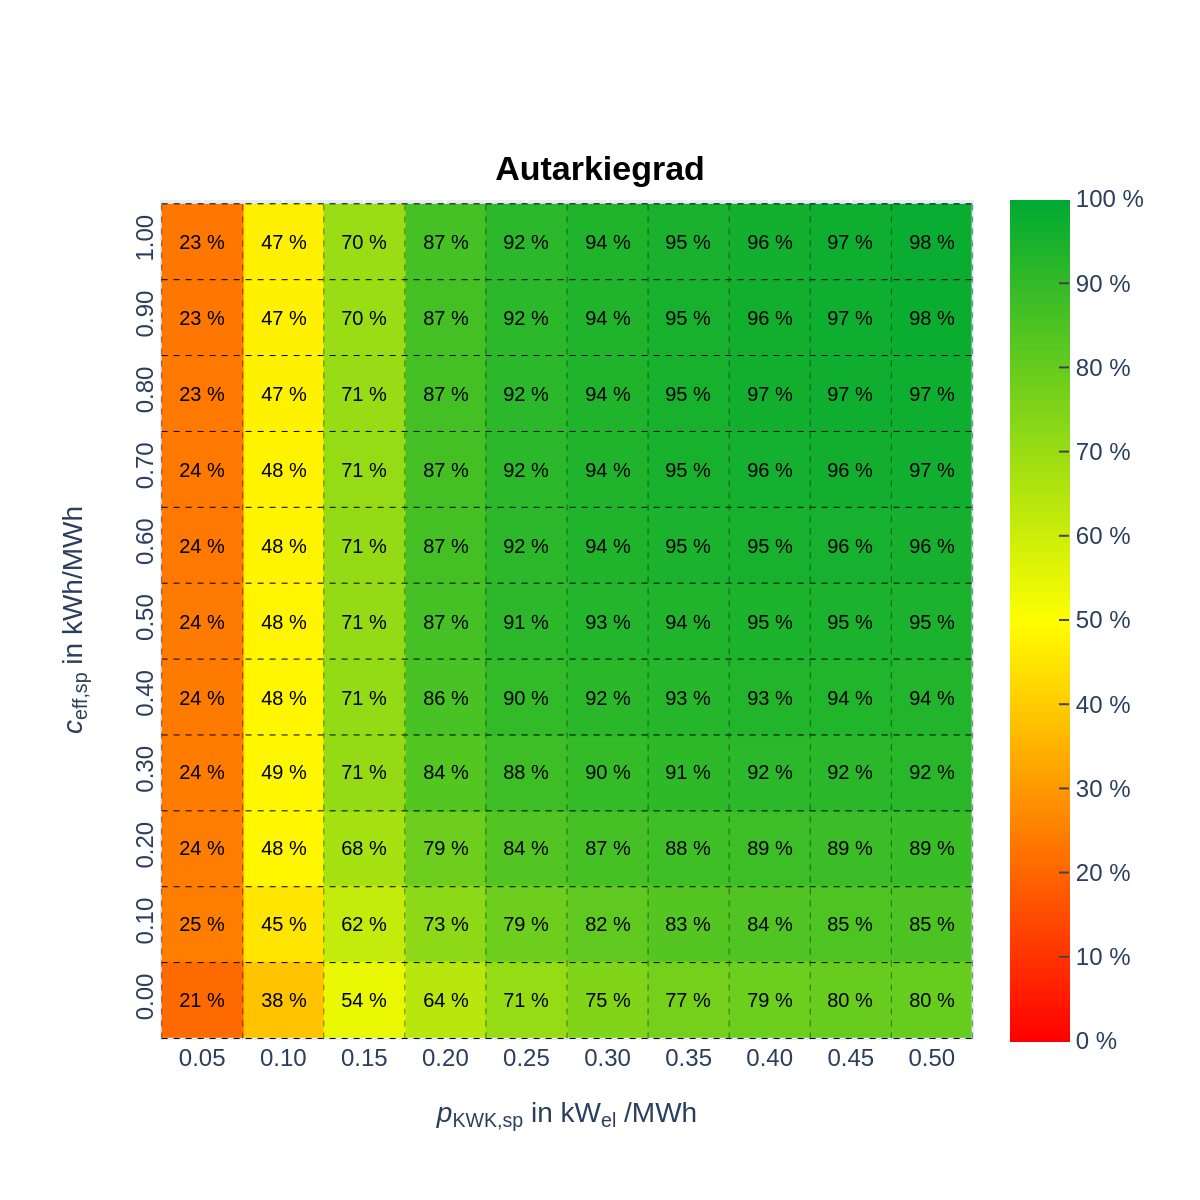 Autarkiegrad
1.00 23 % 47 % 70 % 87 % 92 % 94 % 95 % 96 % 97 % 98 %
0.90 23 % 47 % 70 % 87 % 92 % 94 % 95 % 96 % 97 % 98 %
0.80 23 % 47 % 71 % 87 % 92 % 94 % 95 % 97 % 97 % 97 %
0.70 24 % 48 % 71 % 87 % 92 % 94 % 95 % 96 % 96 % 97 %
0.60 24 % 48 % 71 % 87 % 92 % 94 % 95 % 95 % 96 % 96 %
0.50 24 % 48 % 71 % 87 % 91 % 93 % 94 % 95 % 95 % 95 %
0.40 24 % 48 % 71 % 86 % 90 % 92 % 93 % 93 % 94 % 94 %
0.30 24 % 49 % 71 % 84 % 88 % 90 % 91 % 92 % 92 % 92 %
0.20 24 % 48 % 68 % 79 % 84 % 87 % 88 % 89 % 89 % 89 %
0.10 25 % 45 % 62 % 73 % 79 % 82 % 83 % 84 % 85 % 85 %
0.00 21 % 38 % 54 % 64 % 71 % 75 % 77 % 79 % 80 % 80 %
0.05 0.10 0.15 0.20 0.25 0.30 0.35 0.40 0.45 0.50
pKWK,sp in kWel /MWh
ceff,sp in kWh/MWh
100 %
90 %
80 %
70 %
60 %
50 %
40 %
30 %
20 %
10 %
0 %